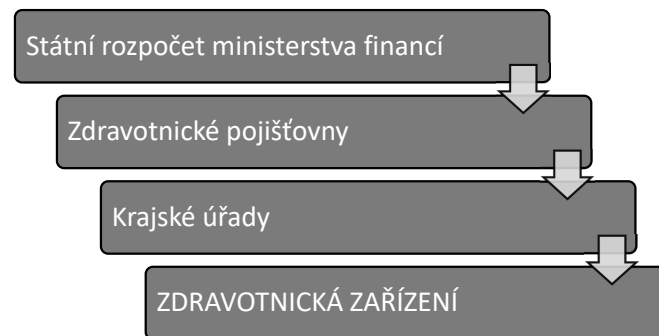 Státní rozpočet ministerstva financí
Zdravotnické pojišťovny
Krajské úřady
ZDRAVOTNICKÁ ZAŘÍZENÍ